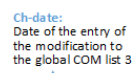 Ch-date:
Date of the entry of
the modification to
the global COM list 3